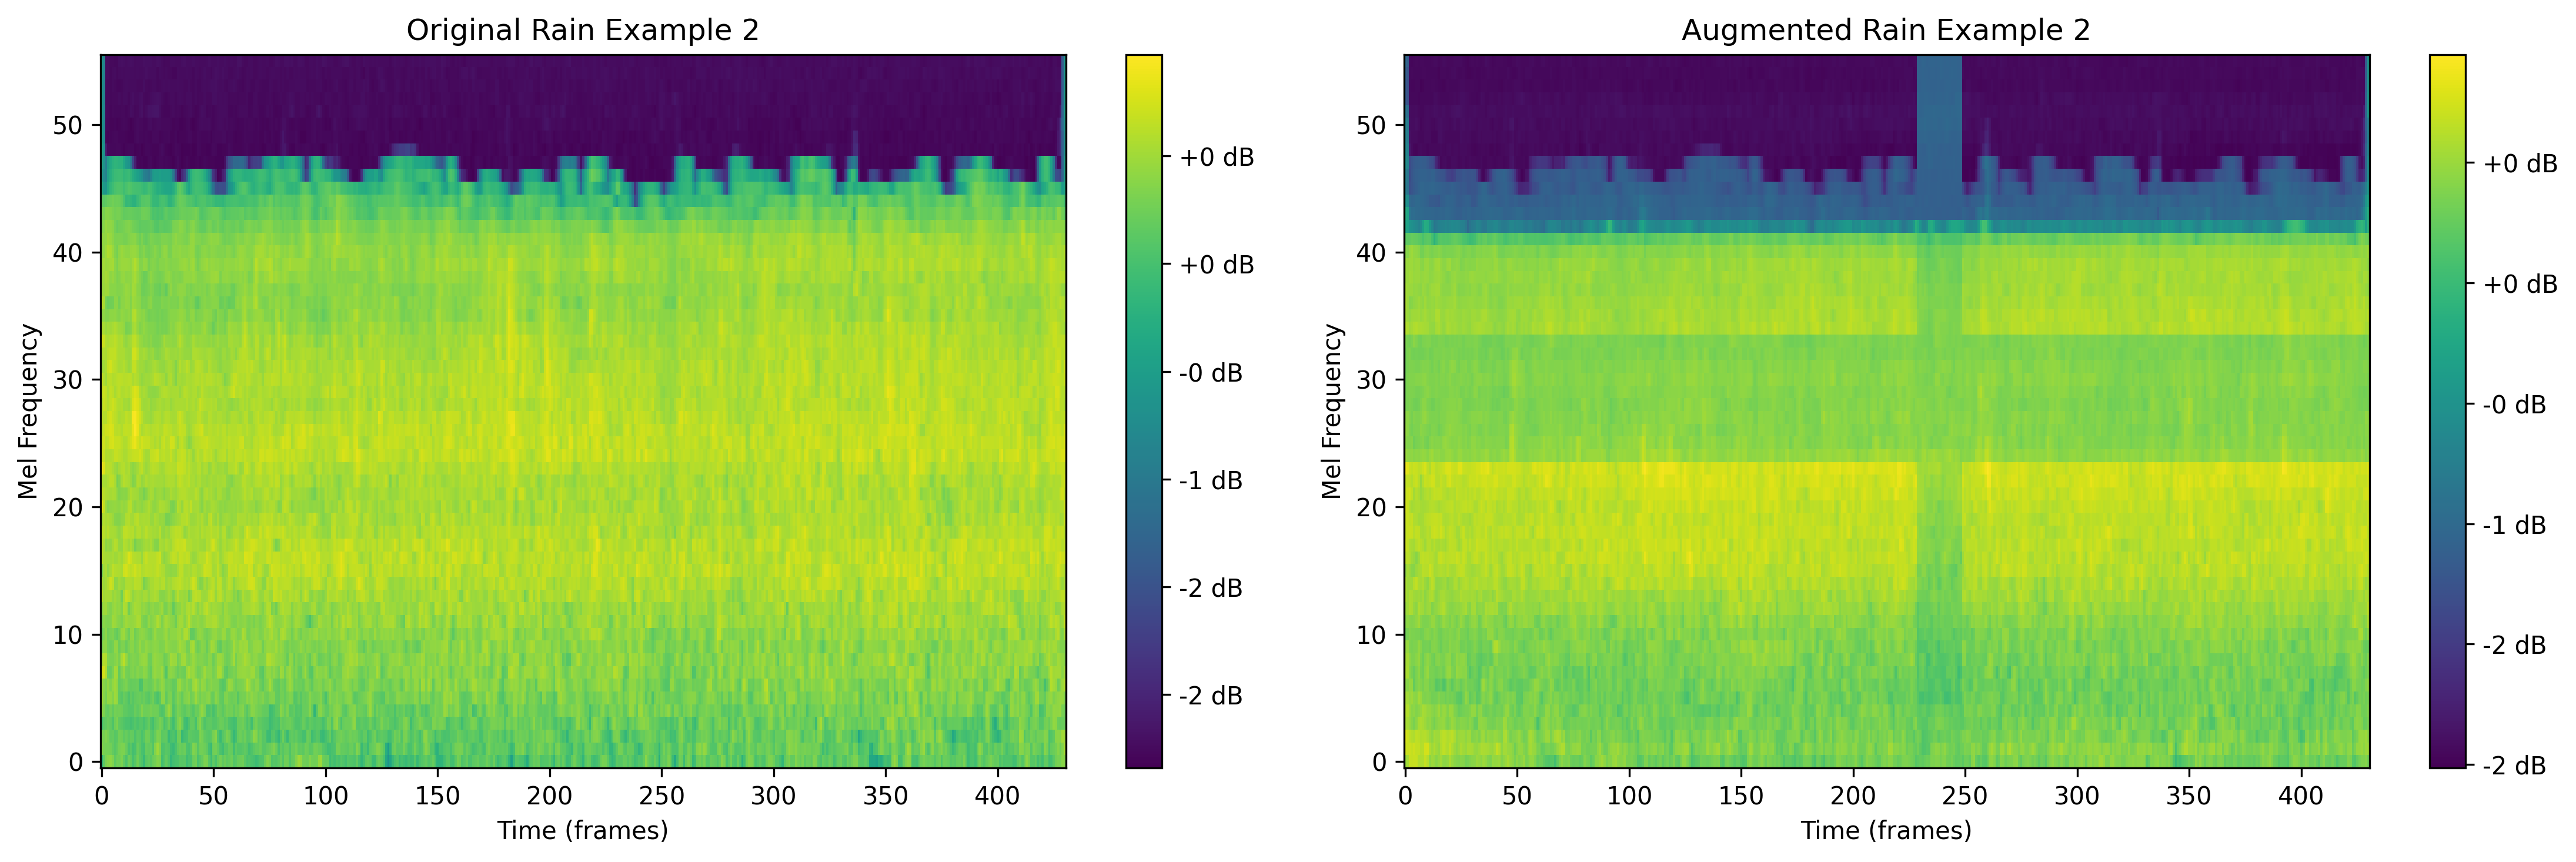 Original Rain Example 2
Mel Frequency
50
40
30
20
10
0
0 50 100 150 200 250 300 350 400
Time (frames)
+0 dB
+0 dB
-0 dB
-1 dB
-2 dB
-2 dB
Augmented Rain Example 2
Mel Frequency
50
40
30
20
10
0
0 50 100 150 200 250 300 350 400
Time (frames)
+0 dB
+0 dB
-0 dB
-1 dB
-2 dB
-2 dB